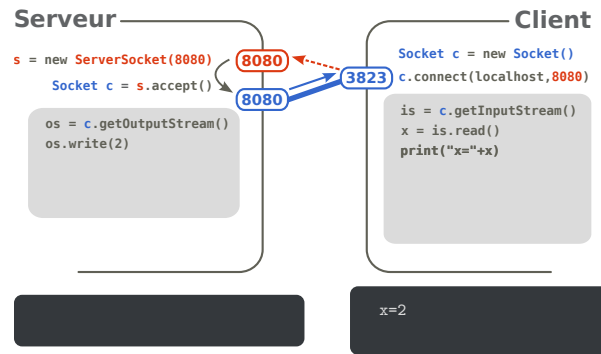 Serveur
s = new ServerSocket(8080)
Socket c = s.accept()
8080
8080
os = c.getOutputStream()
os.write(2)
Client
Socket c = new Socket()
3823
c.connect(localhost,8080)
is = c.getInputStream()
x = is.read()
print("x="+x)
x=2